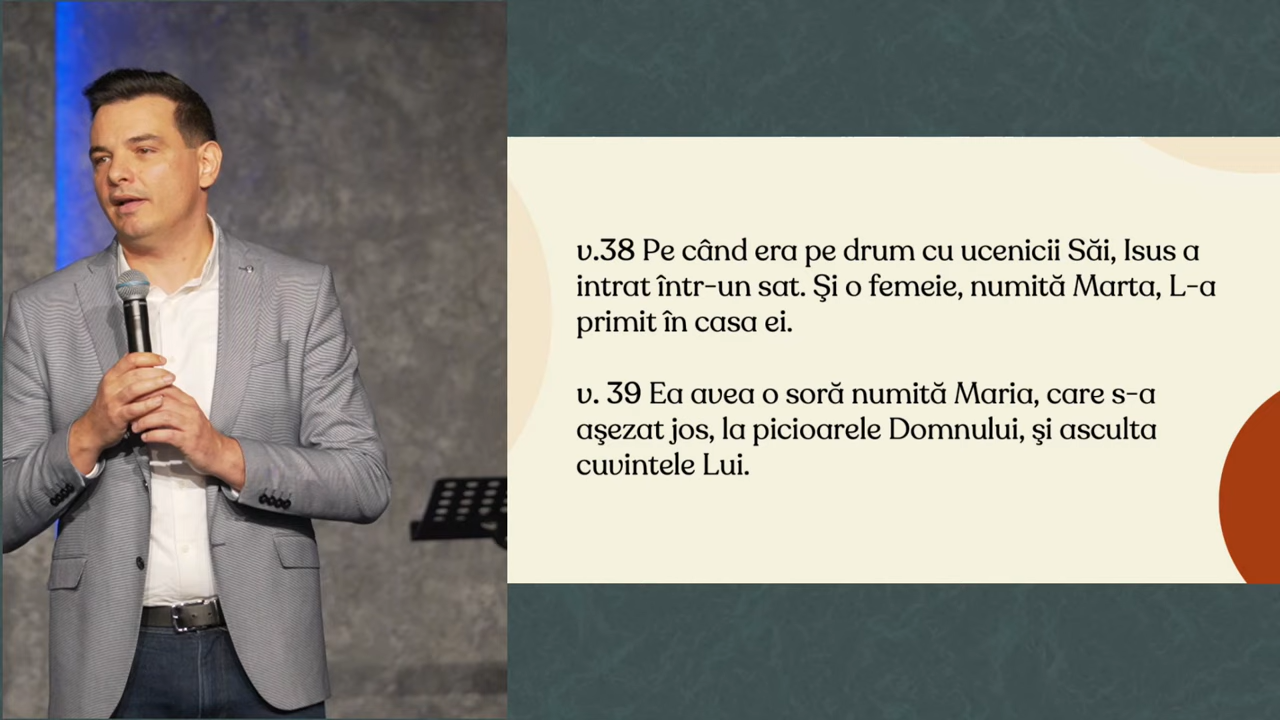 v.38 Pe când era pe drum cu ucenicii Săi, Isus a
intrat într-un sat. Şi o femeie, numită Marta, L-a
primit în casa ei.
v. 39 Ea avea o soră numită Maria, care s-a
aşezat jos, la picioarele Domnului, şi asculta
cuvintele Lui.